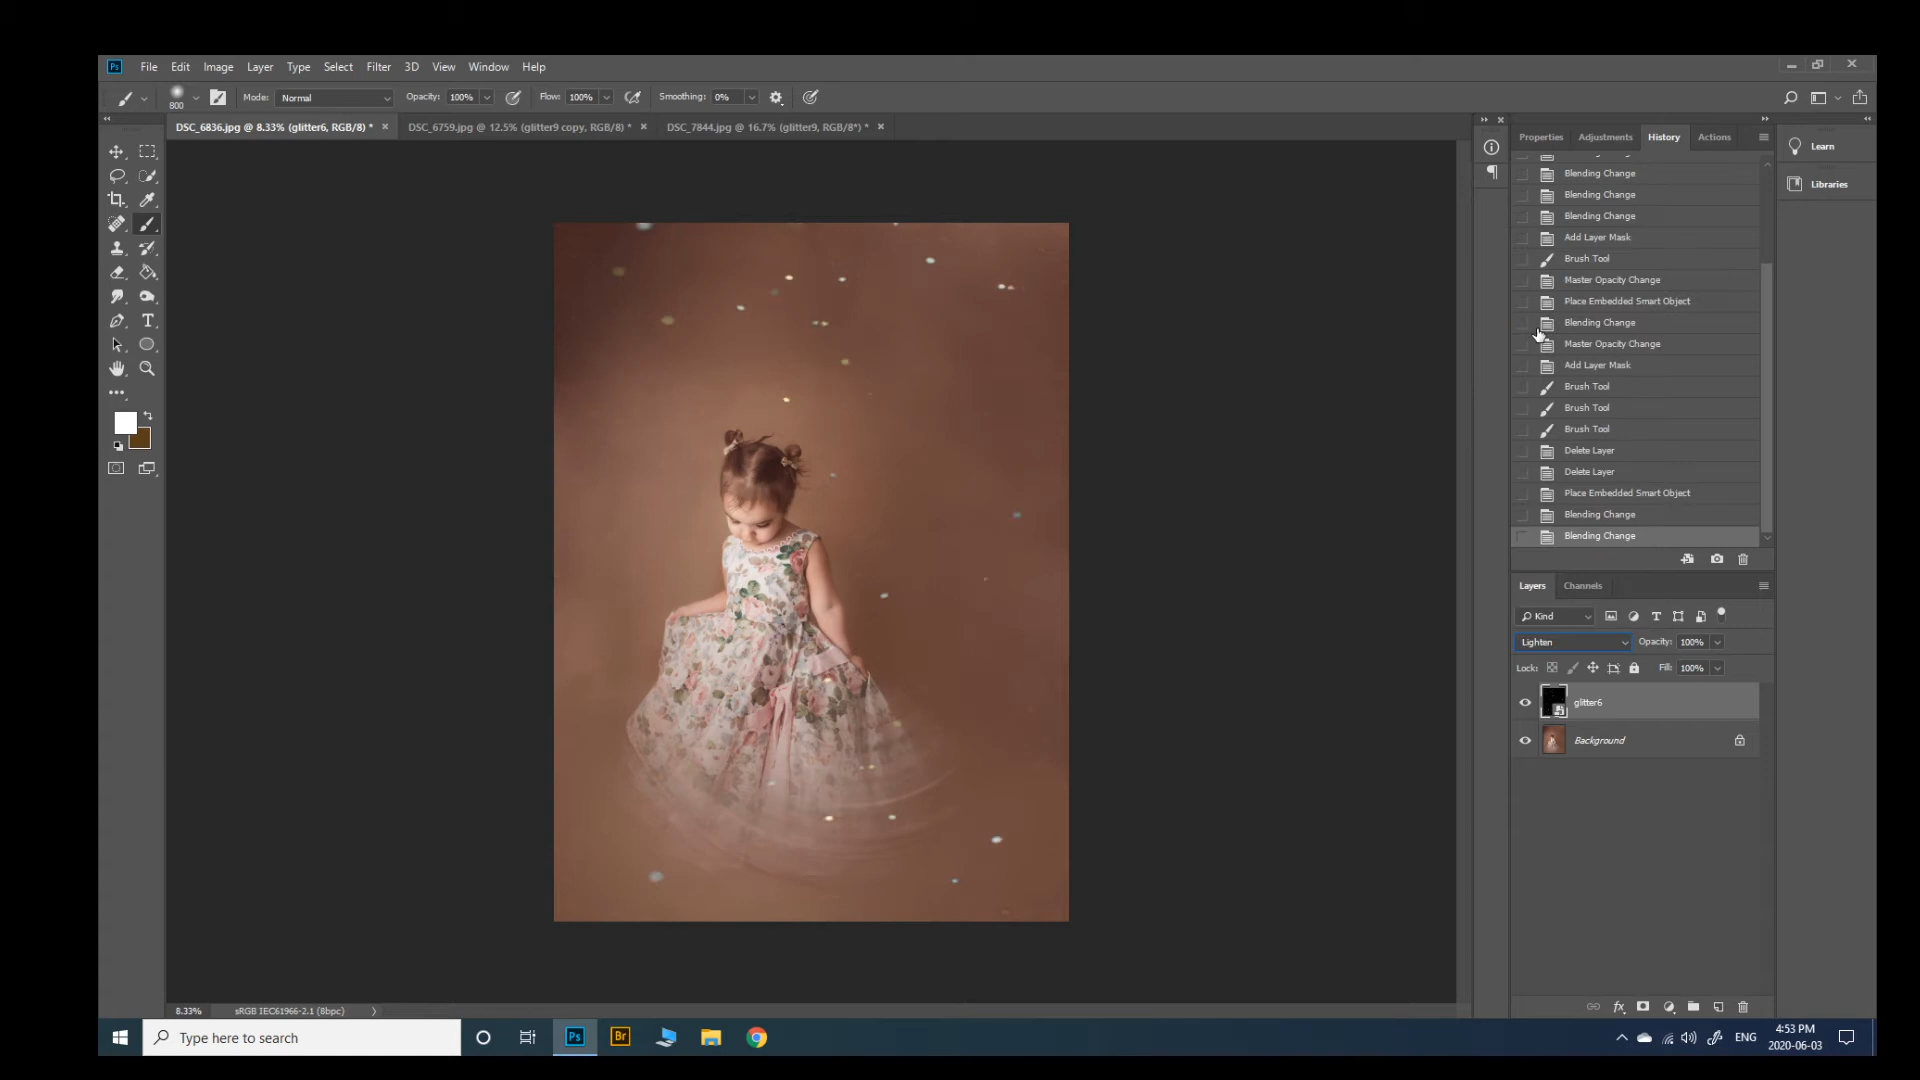 Ps File Edit Image Layer Type Select Filter 3D View Window Help
800 Mode: Normal Opacity: 100% Flow: 100% Smoothing: 0%
DSC_6836.jpg @ 8.33% (glitter6, RGB/8) * DSC_6759.jpg @ 12.5% (glitter9 copy, RGB/8) * DSC_7844.jpg @ 16.7% (glitter9, RGB/8*) *
Properties Adjustments History Actions
Learn
Libraries
Blending Change
Blending Change
Blending Change
Add Layer Mask
Brush Tool
Master Opacity Change
Place Embedded Smart Object
Blending Change
Master Opacity Change
Add Layer Mask
Brush Tool
Brush Tool
Brush Tool
Delete Layer
Delete Layer
Place Embedded Smart Object
Blending Change
Blending Change
Layers Channels
Kind
Lighten Opacity: 100%
Lock: Fill: 100%
glitter6
Background
8.33% sRGB IEC61966-2.1 (8bpc)
Type here to search Ps Br ENG 4:53 PM
2020-06-03